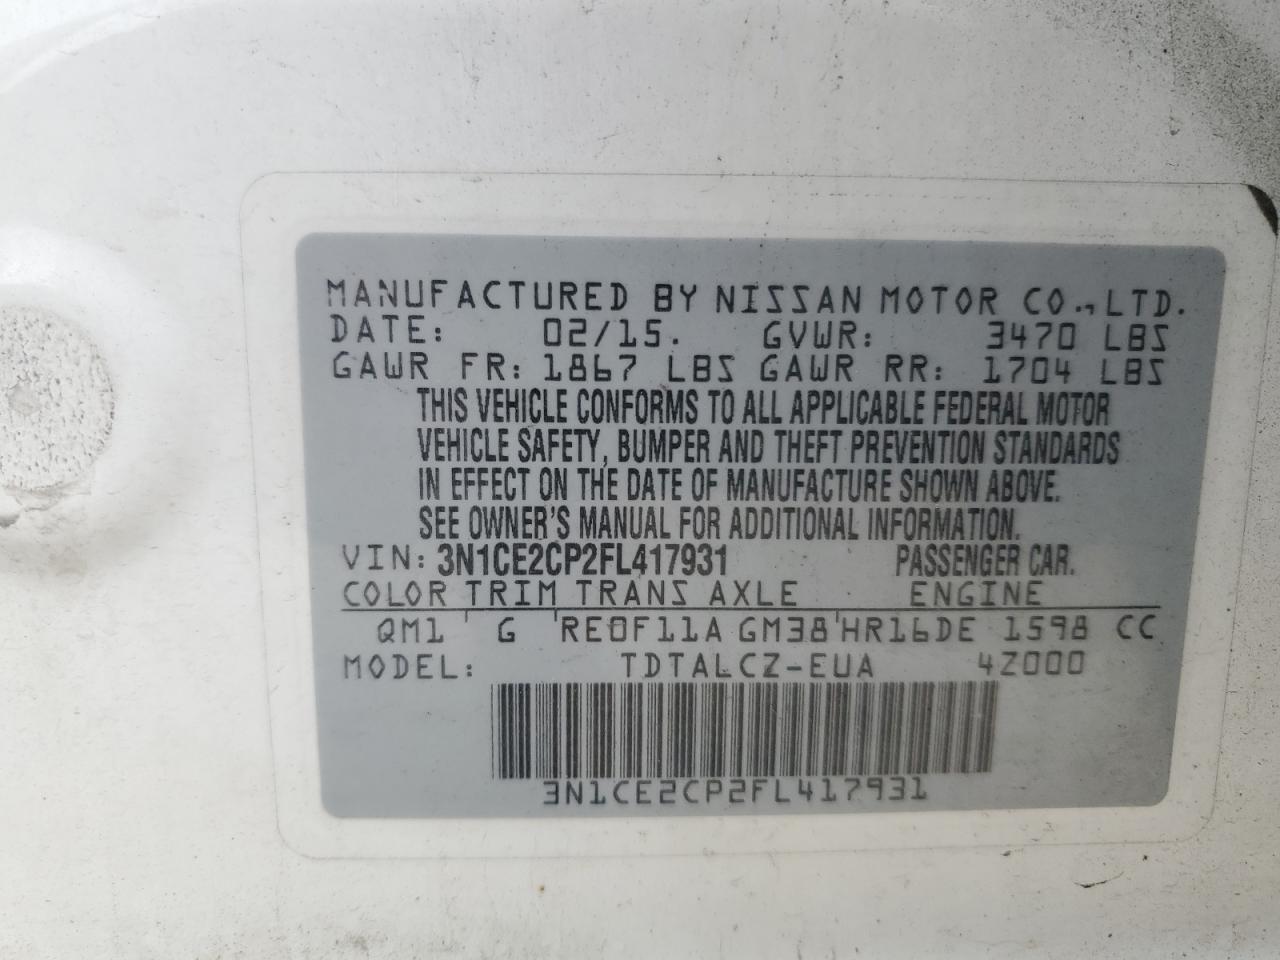 MANUFACTURED BY NISSAN MOTOR CO., LTD.
DATE: 02/15. GVWR: 3470 LBS
GAWR FR: 1867 LBS GAWR RR: 1704 LBS
THIS VEHICLE CONFORMS TO ALL APPLICABLE FEDERAL MOTOR
VEHICLE SAFETY, BUMPER AND THEFT PREVENTION STANDARDS
IN EFFECT ON THE DATE OF MANUFACTURE SHOWN ABOVE.
SEE OWNER'S MANUAL FOR ADDITIONAL INFORMATION.
VIN: 3N1CE2CP2FL417931 PASSENGER CAR.
COLOR TRIM TRANS AXLE ENGINE
QM1 G RE0F11A GM38 HR16DE 1598 CC
MODEL: TDTALCZ-EUA 4Z000
3N1CE2CP2FL417931